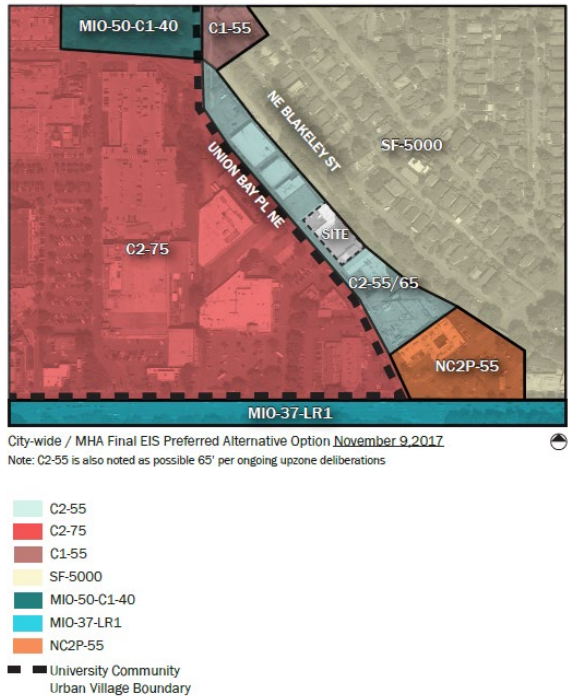 MIO-50-C1-40
C1-55
NE BLAKELEY ST
SF-5000
UNION BAY PL NE
SITE
C2-75
C2-55/65
NC2P-55
MIO-37-LR1
City-wide / MHA Final EIS Preferred Alternative Option November 9,2017
Note: C2-55 is also noted as possible 65' per ongoing upzone deliberations
C2-55
C2-75
C1-55
SF-5000
MIO-50-C1-40
MIO-37-LR1
NC2P-55
University Community
Urban Village Boundary